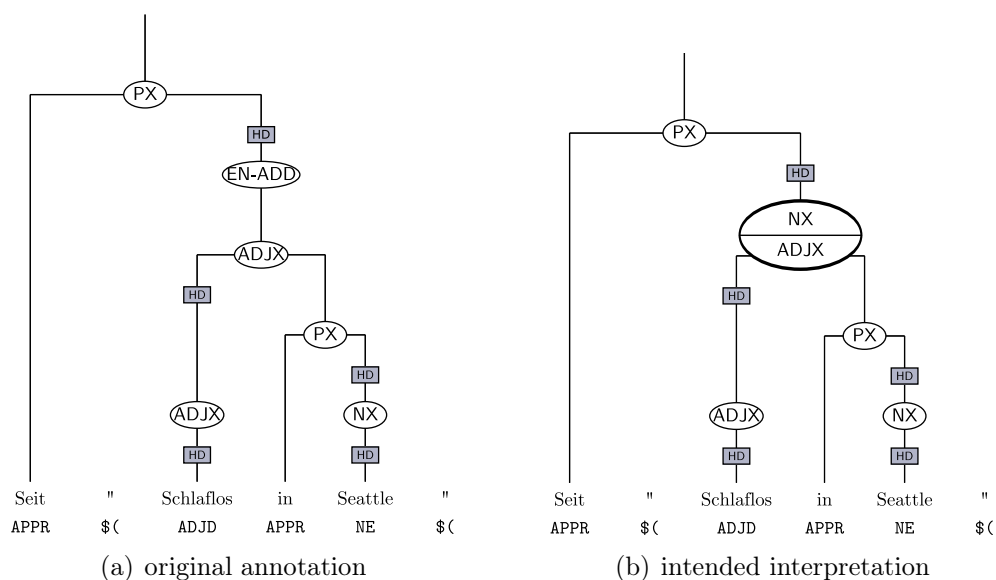 PX
PX
HD
HD
EN-ADD
NX
ADJX
ADJX
HD
HD
PX
PX
HD
HD
ADJX
NX
ADJX
NX
HD
HD
HD
HD
Seit " Schlaflos in Seattle "
Seit " Schlaflos in Seattle "
APPR $( ADJD APPR NE $(
APPR $( ADJD APPR NE $(
(a) original annotation
(b) intended interpretation